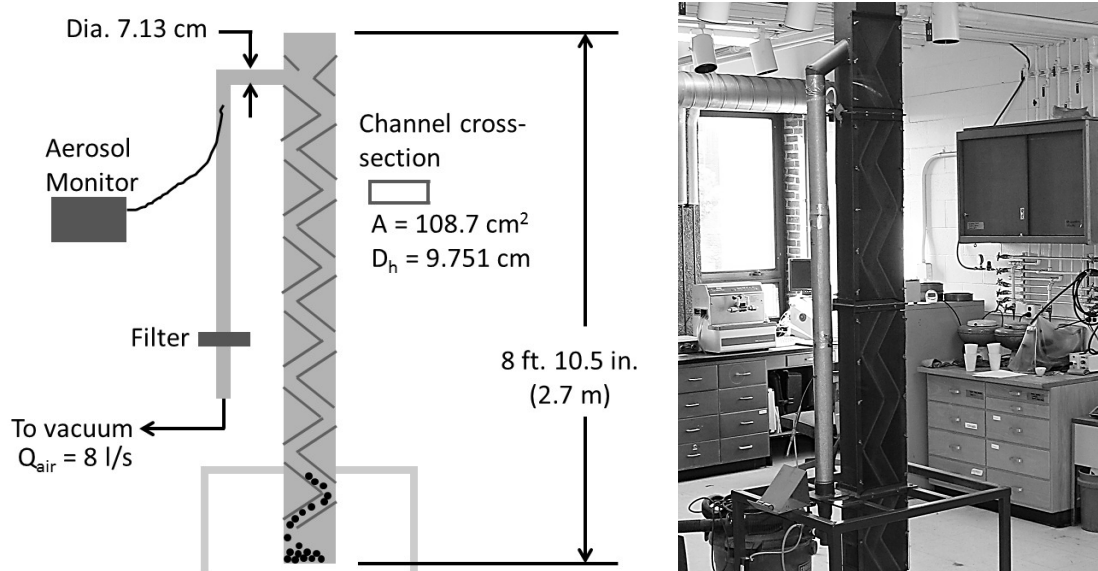 Dia. 7.13 cm
Channel cross-
section
A = 108.7 cm²
D_h = 9.751 cm
Aerosol
Monitor
Filter
8 ft. 10.5 in.
(2.7 m)
To vacuum
Q_air = 8 l/s